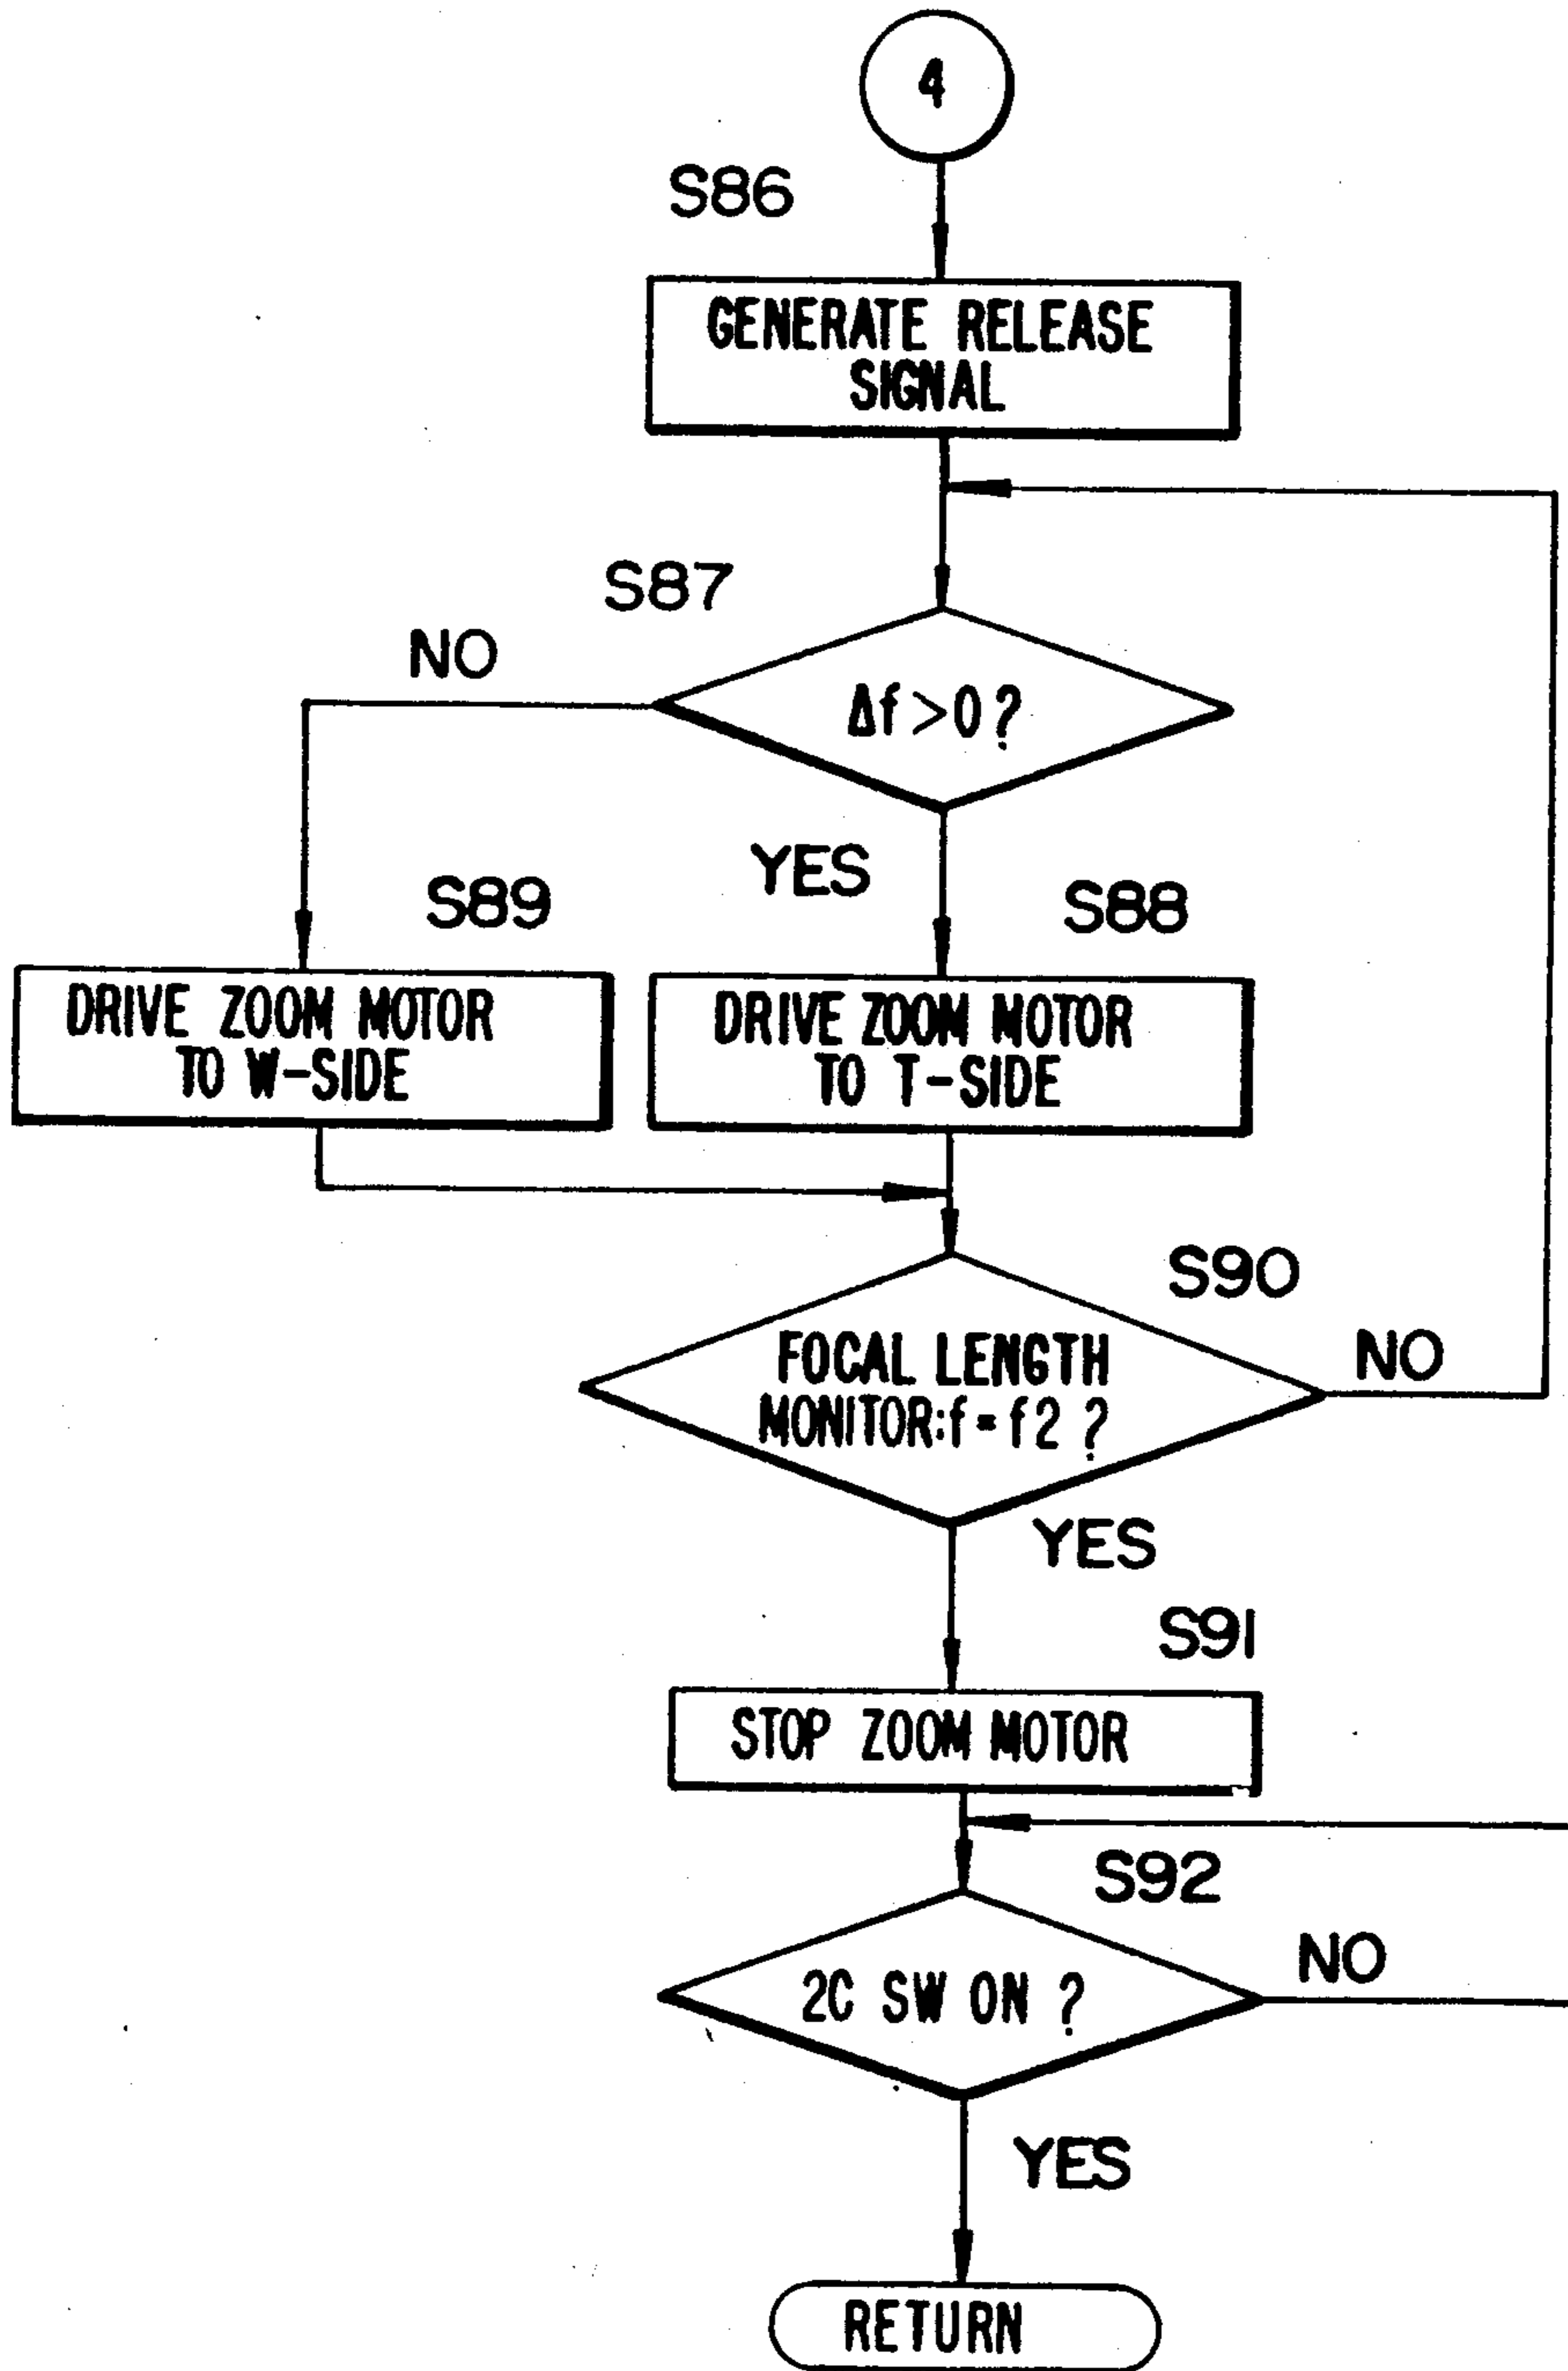 4
S86
GENERATE RELEASE
SIGNAL
S87
NO
Δf>0?
YES
S89
S88
DRIVE ZOOM MOTOR
TO W-SIDE
DRIVE ZOOM MOTOR
TO T-SIDE
S90
FOCAL LENGTH
MONITOR:f=f2 ?
NO
YES
S91
STOP ZOOM MOTOR
S92
2C SW ON ?
NO
YES
RETURN